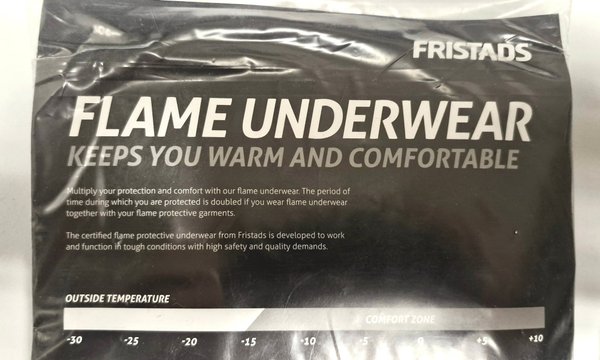 FRISTADS
FLAME UNDERWEAR
KEEPS YOU WARM AND COMFORTABLE
Multiply your protection and comfort with our flame underwear. The period of
time during which you are protected is doubled if you wear flame underwear
together with your flame protective garments.
The certified flame protective underwear from Fristads is developed to work
and function in tough conditions with high safety and quality demands.
OUTSIDE TEMPERATURE
COMFORT ZONE
-30 -25 -20 -15 -10 -5 0 +5 +10